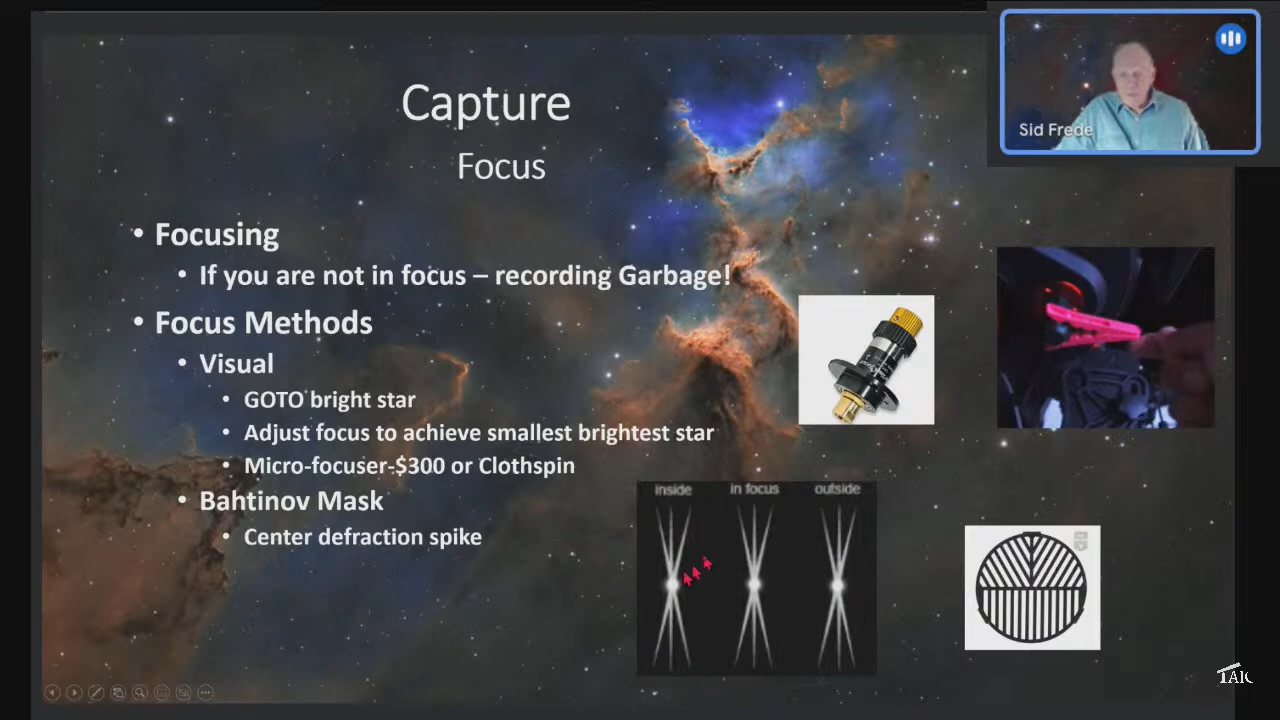 Capture
Focus
Sid Frede
• Focusing
• If you are not in focus – recording Garbage!
• Focus Methods
• Visual
• GOTO bright star
• Adjust focus to achieve smallest brightest star
• Micro-focuser-$300 or Clothspin
• Bahtinov Mask
• Center defraction spike
inside in focus outside
TAIC